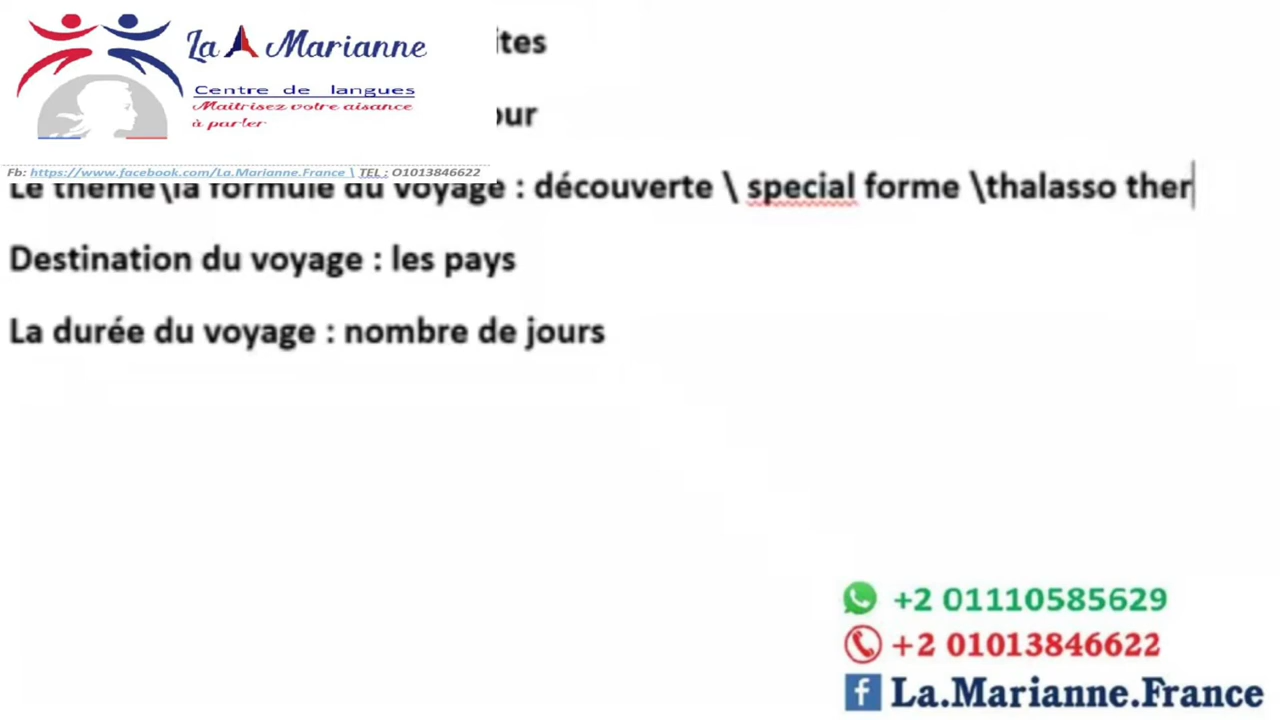 La Marianne
Centre de langues
Maitrisez votre aisance
à parler
Fb: https://www.facebook.com/La.Marianne.France \ TEL : O1013846622
ites
our
Le thème\la formule du voyage : découverte \ special forme \thalasso ther
Destination du voyage : les pays
La durée du voyage : nombre de jours
+2 01110585629
+2 01013846622
La.Marianne.France